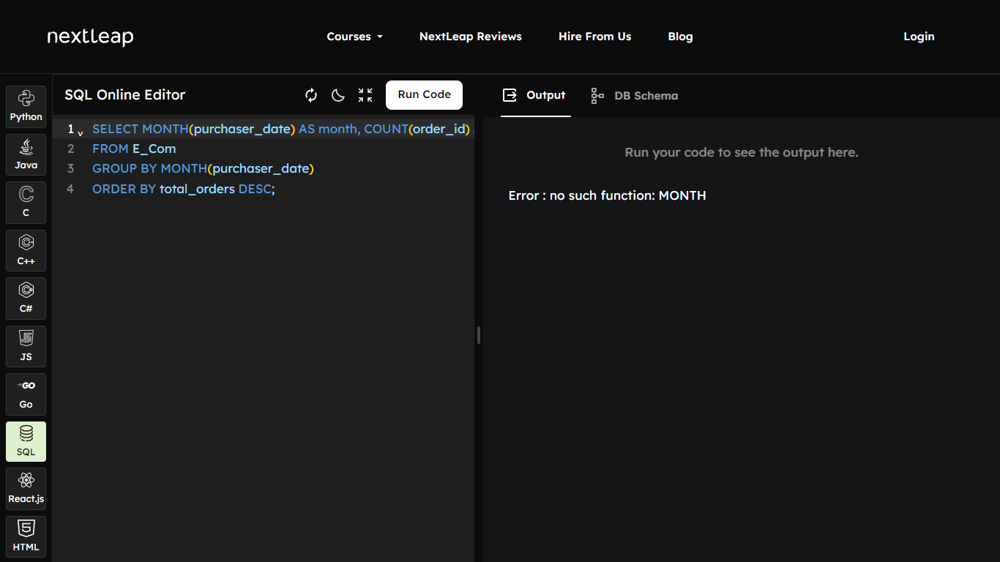 nextleap
Courses
NextLeap Reviews
Hire From Us
Blog
Login
Python
Java
C
C++
C#
JS
GO
Go
SQL
React.js
HTML
SQL Online Editor
Run Code
1 SELECT MONTH(purchaser_date) AS month, COUNT(order_id)
2 FROM E_Com
3 GROUP BY MONTH(purchaser_date)
4 ORDER BY total_orders DESC;
Output
DB Schema
Run your code to see the output here.
Error : no such function: MONTH